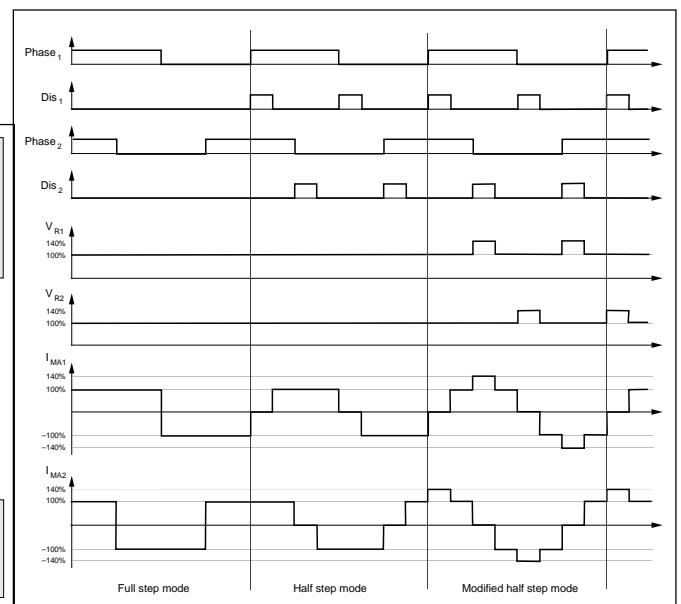 Phase 1
Dis 1
Phase 2
Dis 2
V R1
140%
100%
V R2
140%
100%
I MA1
140%
100%
–100%
–140%
I MA2
140%
100%
–100%
–140%
Full step mode
Half step mode
Modified half step mode